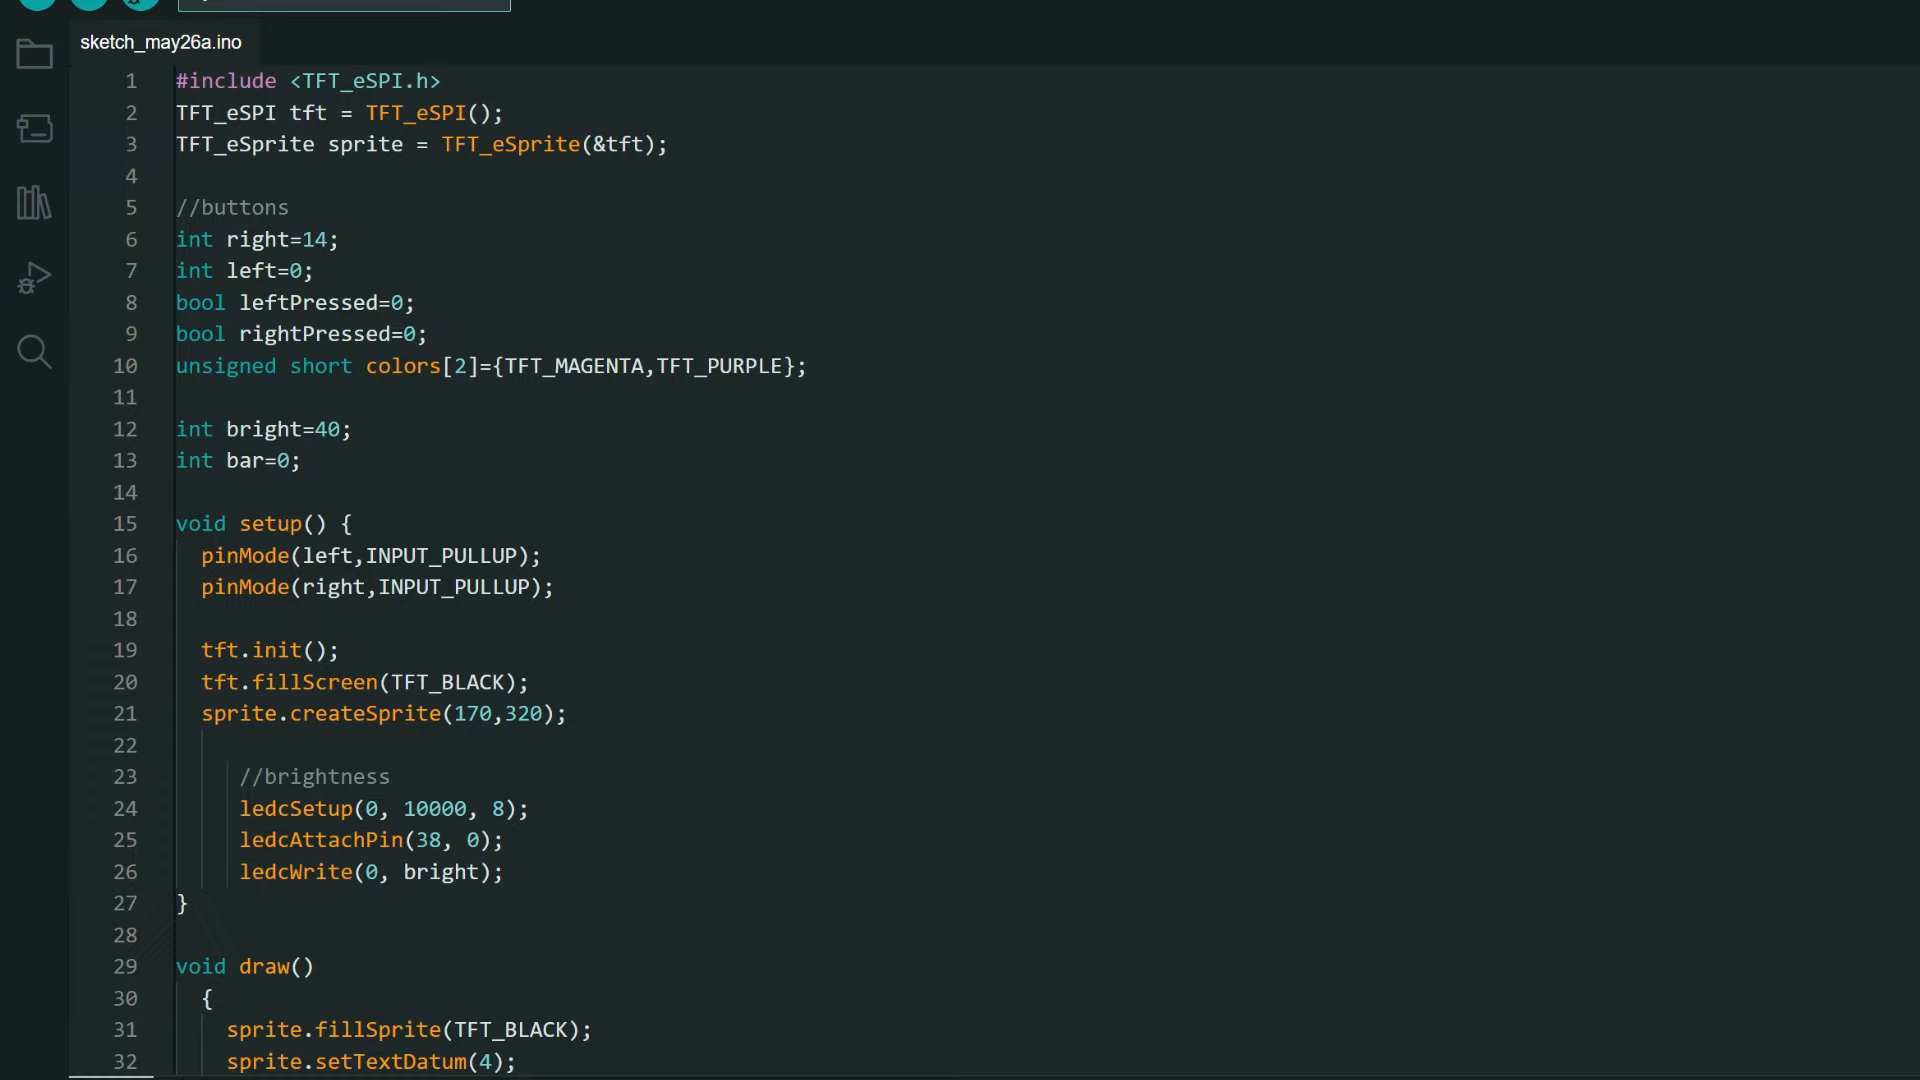 sketch_may26a.ino
1 #include <TFT_eSPI.h>
2 TFT_eSPI tft = TFT_eSPI();
3 TFT_eSprite sprite = TFT_eSprite(&tft);
4
5 //buttons
6 int right=14;
7 int left=0;
8 bool leftPressed=0;
9 bool rightPressed=0;
10 unsigned short colors[2]={TFT_MAGENTA,TFT_PURPLE};
11
12 int bright=40;
13 int bar=0;
14
15 void setup() {
16   pinMode(left,INPUT_PULLUP);
17   pinMode(right,INPUT_PULLUP);
18
19   tft.init();
20   tft.fillScreen(TFT_BLACK);
21   sprite.createSprite(170,320);
22
23      //brightness
24      ledcSetup(0, 10000, 8);
25      ledcAttachPin(38, 0);
26      ledcWrite(0, bright);
27 }
28
29 void draw()
30   {
31     sprite.fillSprite(TFT_BLACK);
32     sprite.setTextDatum(4);